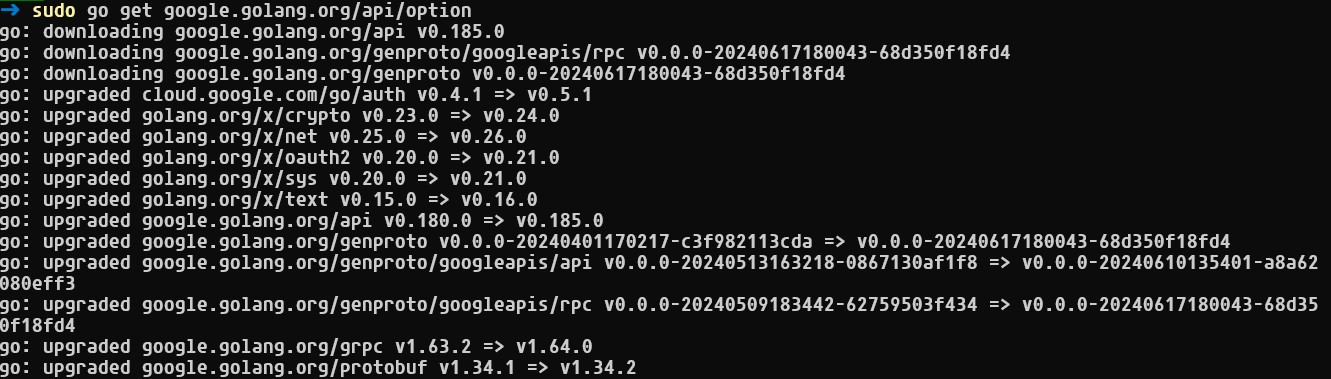 ➜ sudo go get google.golang.org/api/option
go: downloading google.golang.org/api v0.185.0
go: downloading google.golang.org/genproto/googleapis/rpc v0.0.0-20240617180043-68d350f18fd4
go: downloading google.golang.org/genproto v0.0.0-20240617180043-68d350f18fd4
go: upgraded cloud.google.com/go/auth v0.4.1 => v0.5.1
go: upgraded golang.org/x/crypto v0.23.0 => v0.24.0
go: upgraded golang.org/x/net v0.25.0 => v0.26.0
go: upgraded golang.org/x/oauth2 v0.20.0 => v0.21.0
go: upgraded golang.org/x/sys v0.20.0 => v0.21.0
go: upgraded golang.org/x/text v0.15.0 => v0.16.0
go: upgraded google.golang.org/api v0.180.0 => v0.185.0
go: upgraded google.golang.org/genproto v0.0.0-20240401170217-c3f982113cda => v0.0.0-20240617180043-68d350f18fd4
go: upgraded google.golang.org/genproto/googleapis/api v0.0.0-20240513163218-0867130af1f8 => v0.0.0-20240610135401-a8a62
080eff3
go: upgraded google.golang.org/genproto/googleapis/rpc v0.0.0-20240509183442-62759503f434 => v0.0.0-20240617180043-68d35
0f18fd4
go: upgraded google.golang.org/grpc v1.63.2 => v1.64.0
go: upgraded google.golang.org/protobuf v1.34.1 => v1.34.2